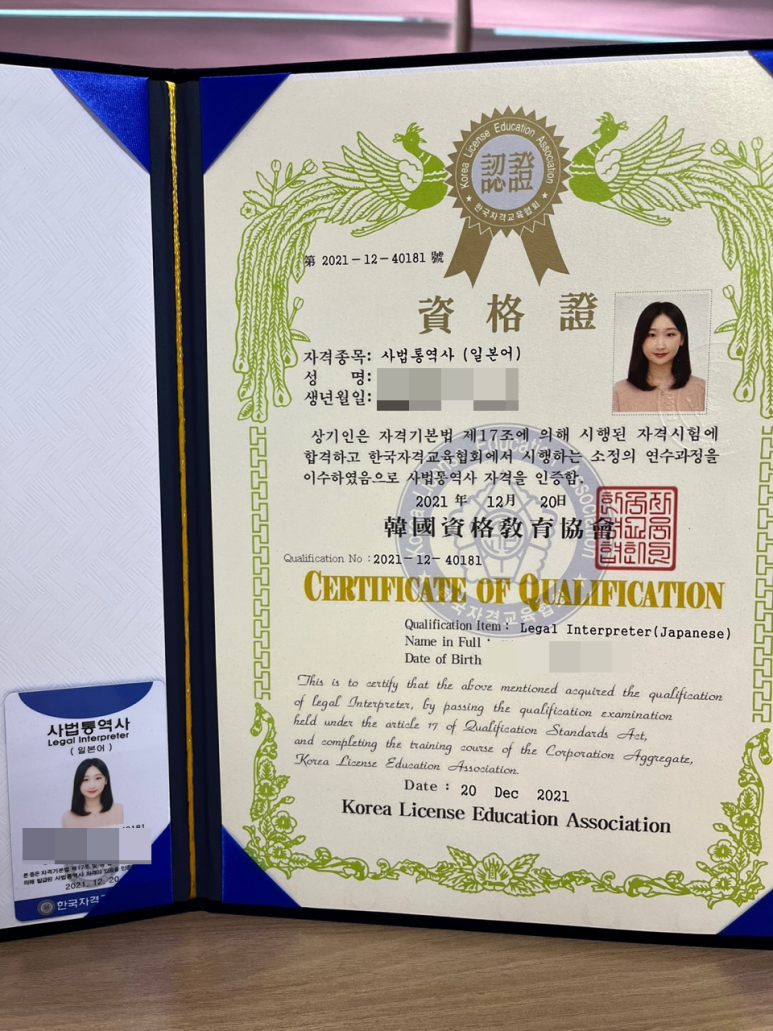 Korea License Education Association
認證
한국자격교육협회
第 2021-12-40181 號
資格證
자격종목: 사법통역사 (일본어)
성 명:
생년월일:
상기인은 자격기본법 제17조에 의해 시행된 자격시험에
합격하고 한국자격교육협회에서 시행하는 소정의 연수과정을
이수하였음으로 사법통역사 자격을 인증함.
2021 年 12月 20日
韓國資格敎育協會
Qualification No : 2021-12-40181
CERTIFICATE OF QUALIFICATION
Qualification Item : Legal Interpreter(Japanese)
Name in Full :
Date of Birth
This is to certify that the above mentioned acquired the qualification
of legal Interpreter, by passing the qualification examination
held under the article 17 of Qualification Standards Act,
and completing the training course of the Corporation Aggregate,
Korea License Education Association.
Date : 20 Dec 2021
Korea License Education Association
사법통역사
Legal Interpreter
(일본어)
40181
2021. 12. 20
한국자격